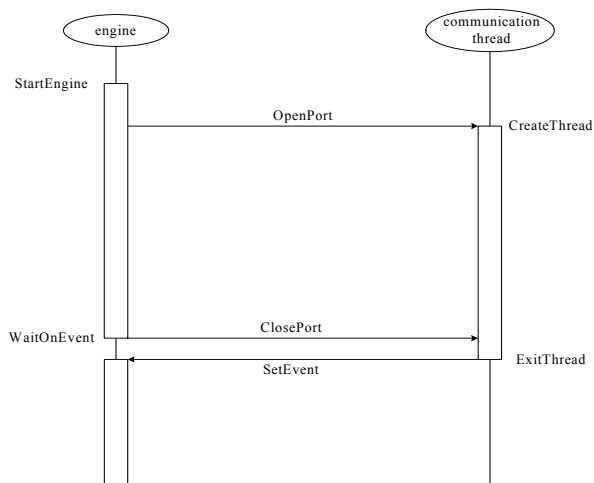 engine
communication
thread
StartEngine
OpenPort
CreateThread
WaitOnEvent
ClosePort
SetEvent
ExitThread